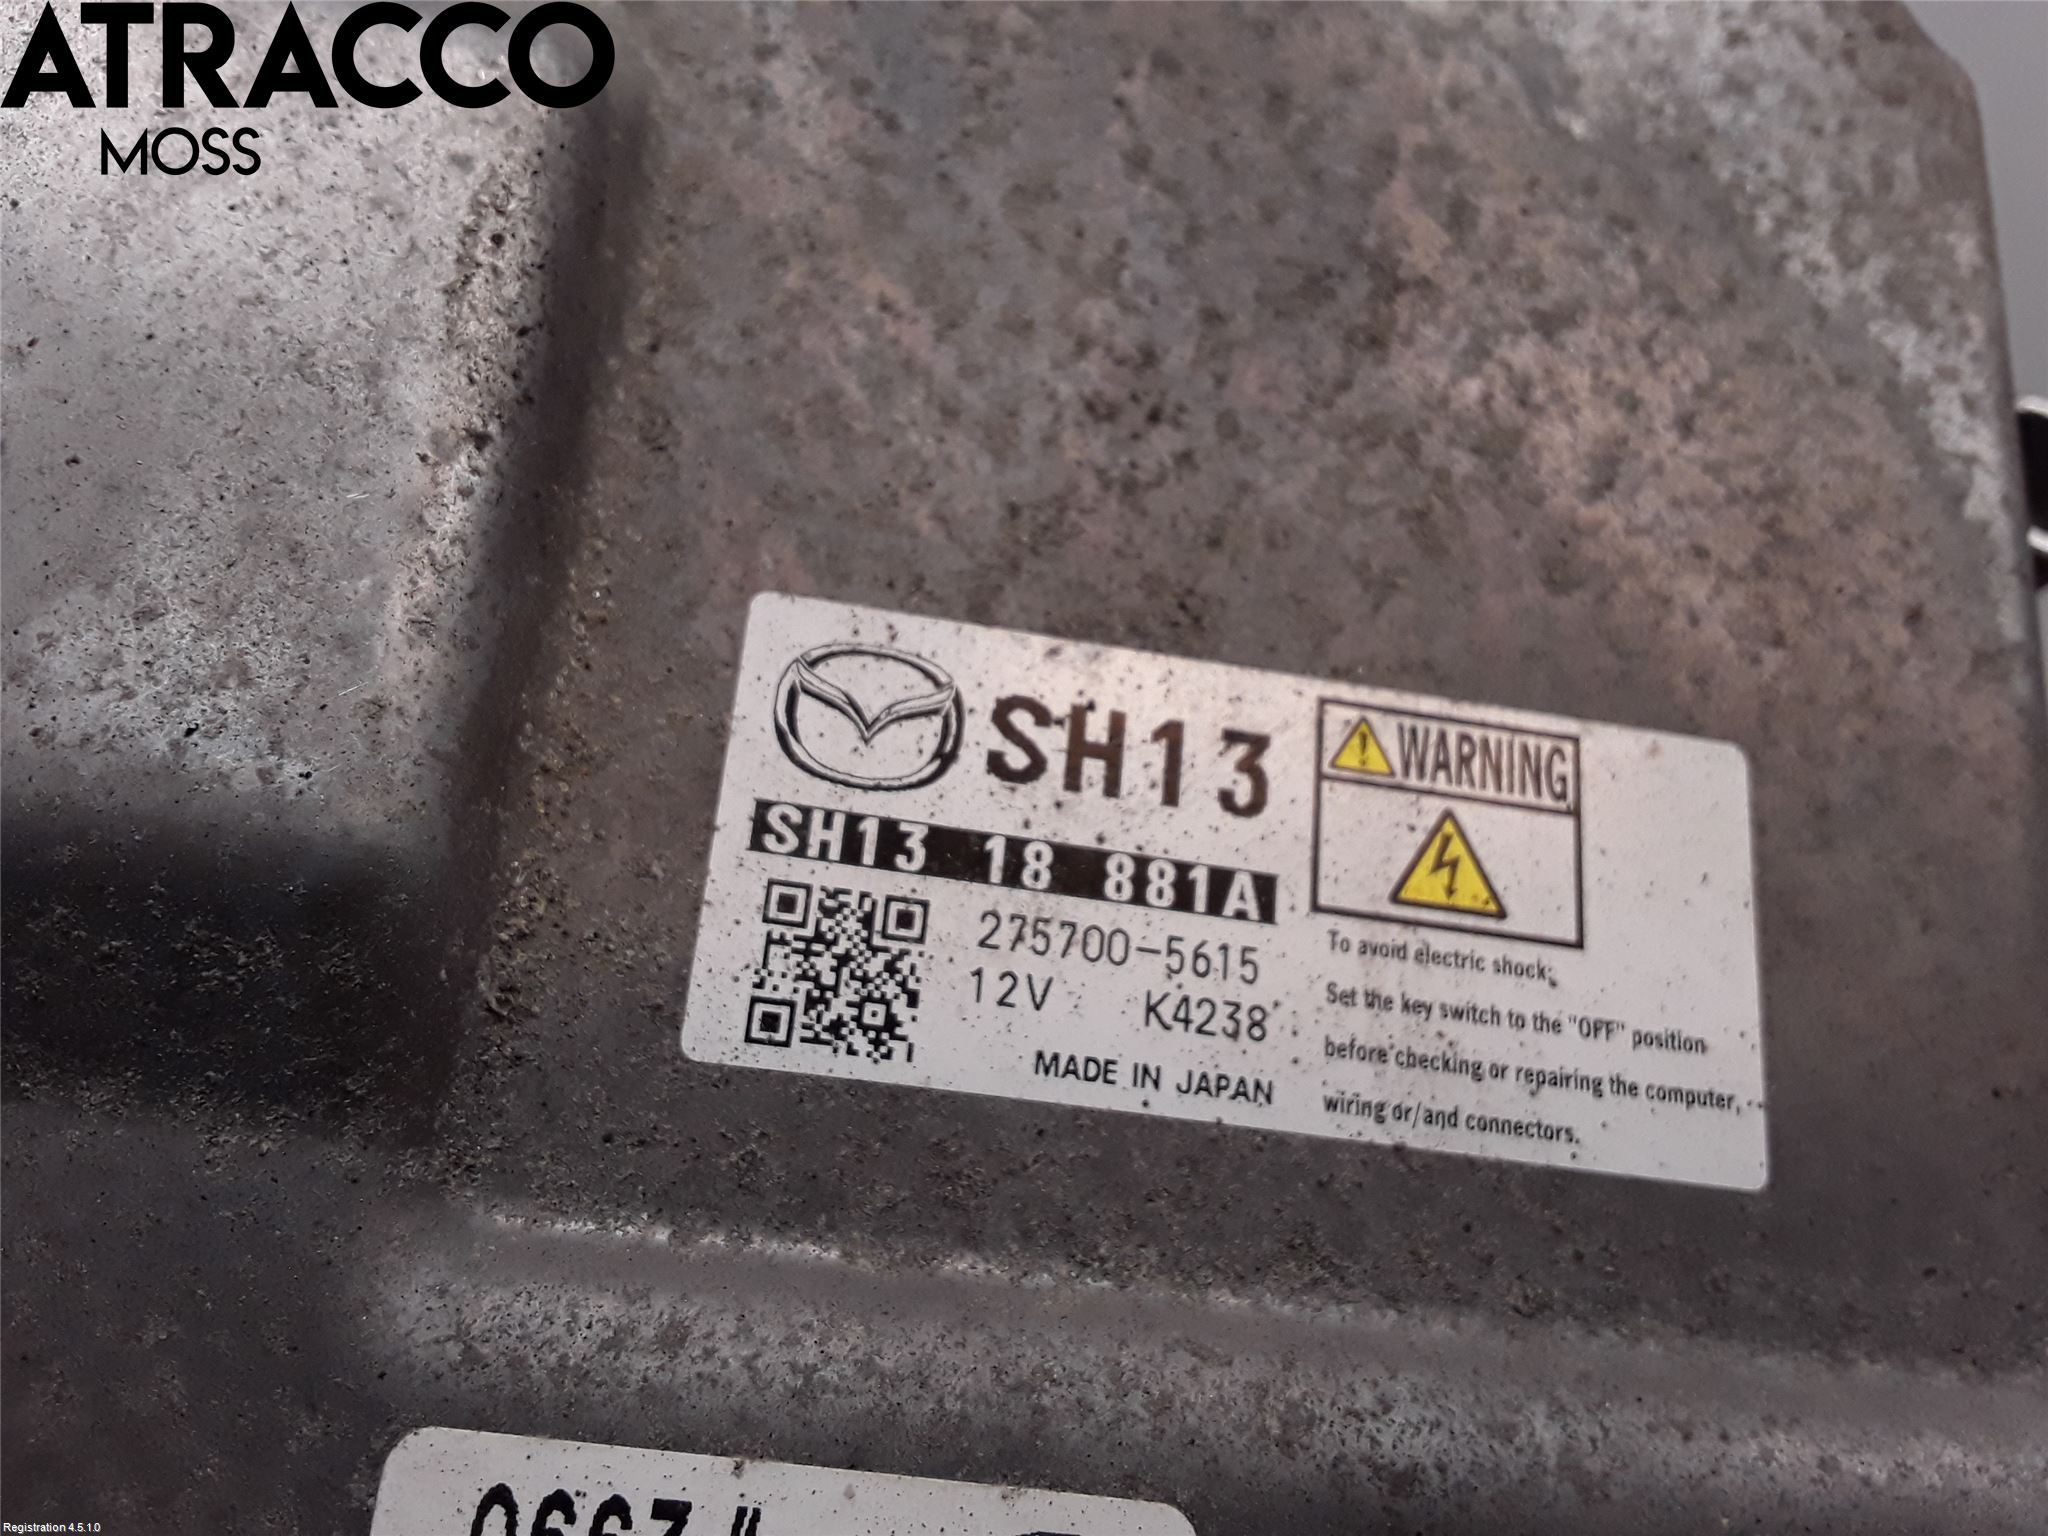 ATRACCO
MOSS
SH13
WARNING
SH13 18 881A
275700-5615
12V K4238
MADE IN JAPAN
To avoid electric shock;
Set the key switch to the "OFF" position
before checking or repairing the computer,
wiring or/and connectors.
Registration 4.5.1.0